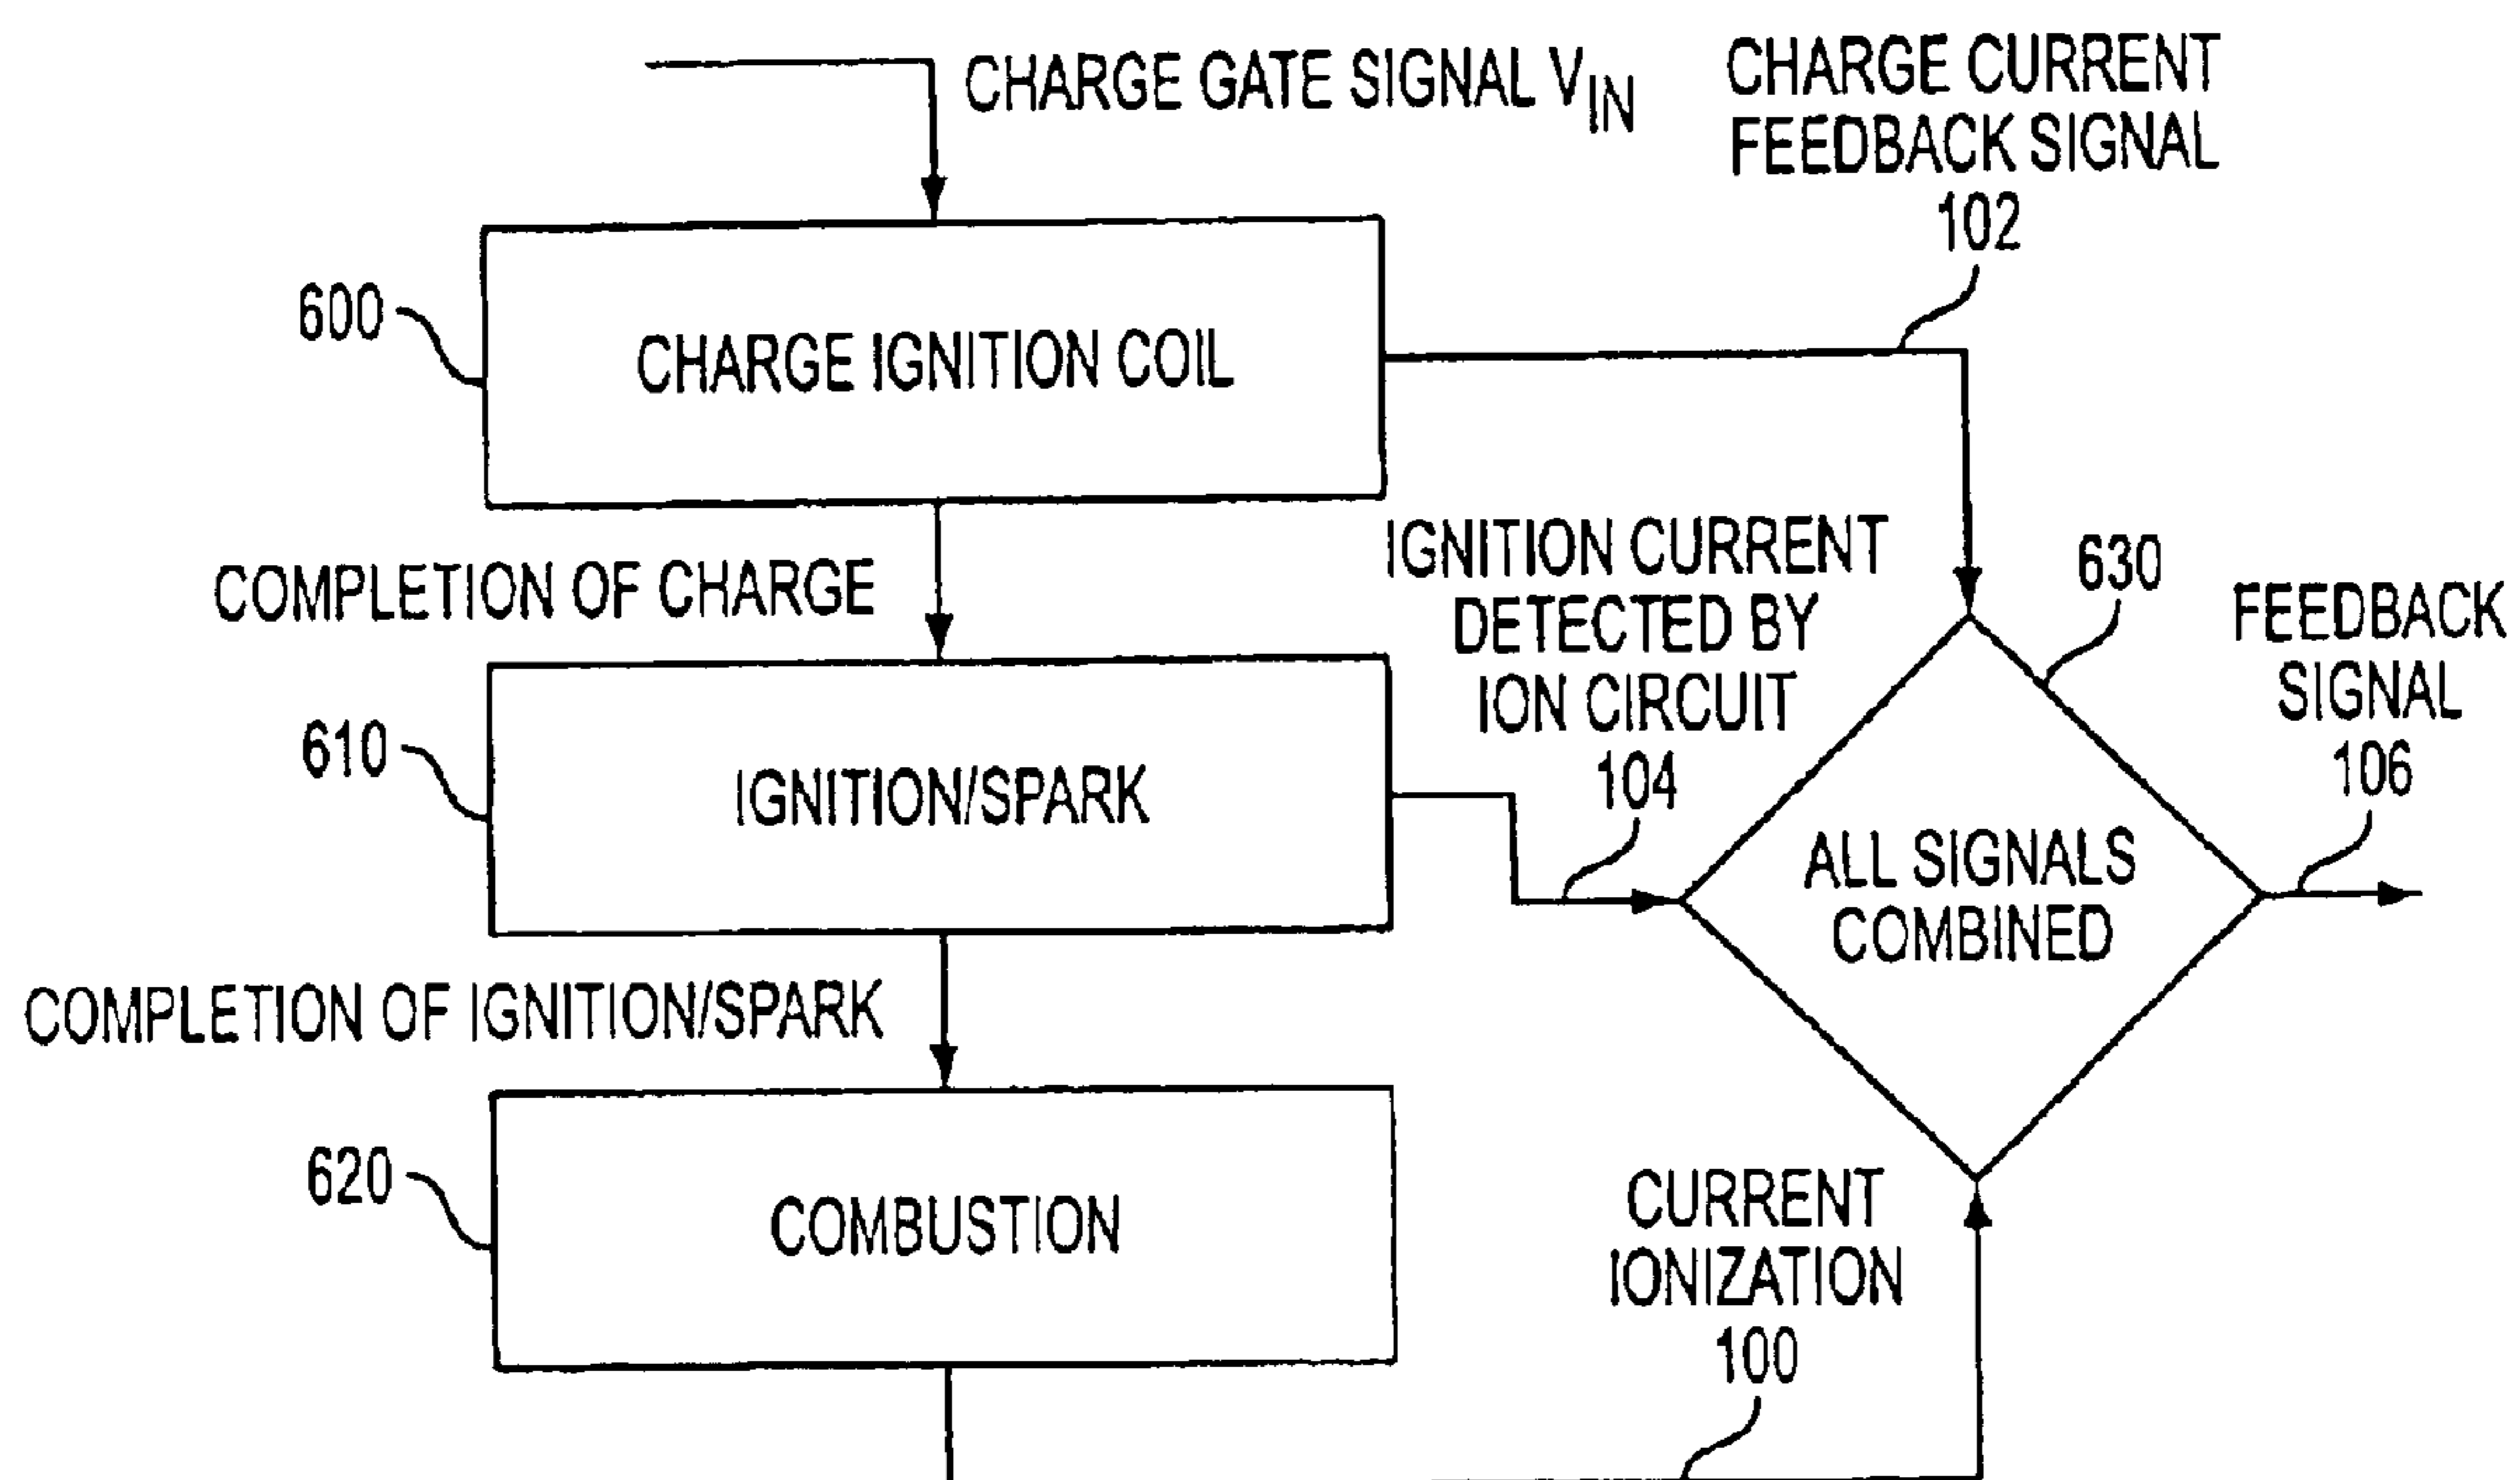 CHARGE GATE SIGNAL VIN
CHARGE CURRENT
FEEDBACK SIGNAL
102
600
CHARGE IGNITION COIL
COMPLETION OF CHARGE
IGNITION CURRENT
DETECTED BY
ION CIRCUIT
104
630
FEEDBACK
SIGNAL
106
610
IGNITION/SPARK
ALL SIGNALS
COMBINED
COMPLETION OF IGNITION/SPARK
620
COMBUSTION
CURRENT
IONIZATION
100